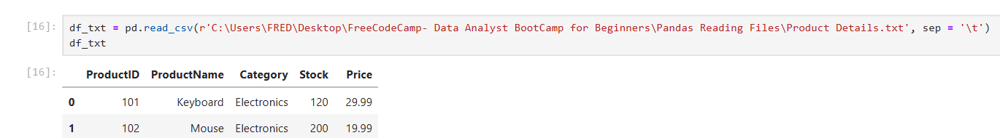 [16]: df_txt = pd.read_csv(r'C:\Users\FRED\Desktop\FreeCodeCamp- Data Analyst BootCamp for Beginners\Pandas Reading Files\Product Details.txt', sep = '\t')
df_txt
[16]:
ProductID ProductName Category Stock Price
0 101 Keyboard Electronics 120 29.99
1 102 Mouse Electronics 200 19.99